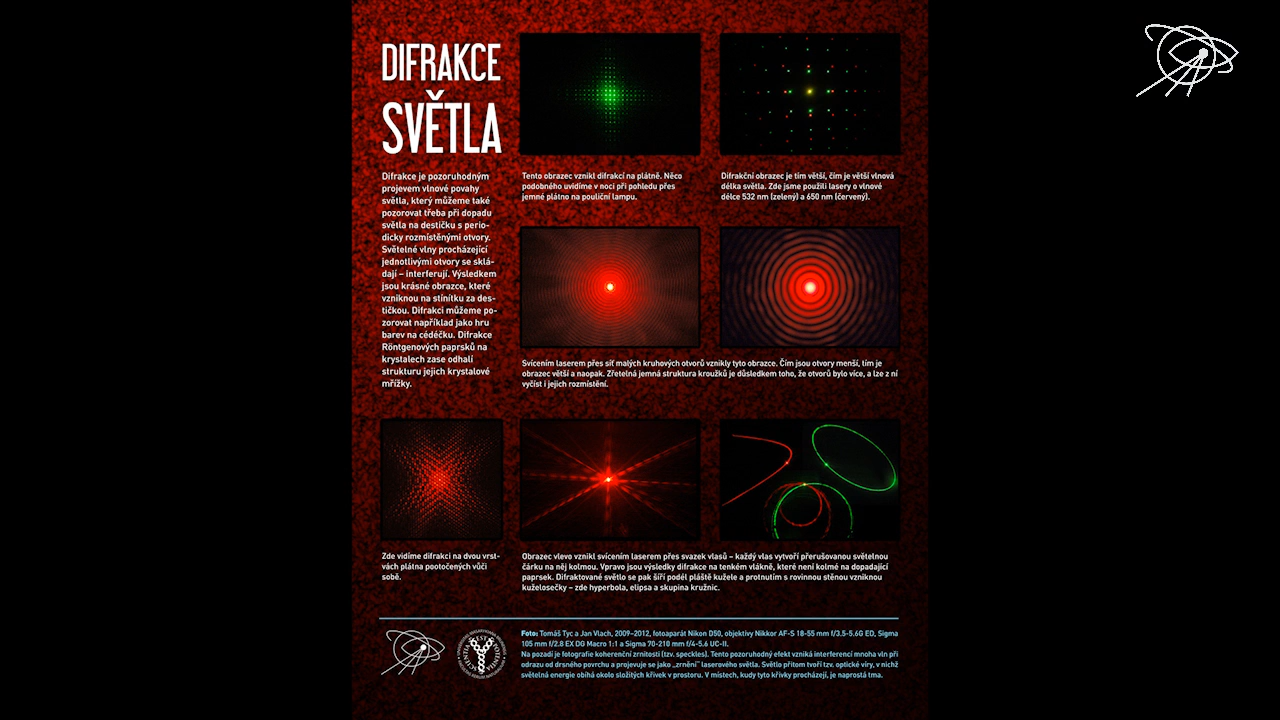 DIFRAKCE
SVĚTLA
Difrakce je pozoruhodným
projevem vlnové povahy
světla, který můžeme také
pozorovat třeba při dopadu
světla na destičku s perio-
dicky rozmístěnými otvory.
Světelné vlny procházející
jednotlivými otvory se sklá-
dají – interferují. Výsledkem
jsou krásné obrazce, které
vzniknou na stínítku za des-
tičkou. Difrakci můžeme po-
zorovat například jako hru
barev na cédéčku. Difrakce
Röntgenových paprsků na
krystalech zase odhalí
strukturu jejich krystalové
mřížky.
Tento obrazec vznikl difrakcí na plátně. Něco
podobného uvidíme v noci při pohledu přes
jemné plátno na pouliční lampu.
Difrakční obrazec je tím větší, čím je větší vlnová
délka světla. Zde jsme použili lasery o vlnové
délce 532 nm (zelený) a 650 nm (červený).
Svícením laserem přes síť malých kruhových otvorů vznikly tyto obrazce. Čím jsou otvory menší, tím je
obrazec větší a naopak. Zřetelná jemná struktura kroužků je důsledkem toho, že otvorů bylo více, a lze z ní
vyčíst i jejich rozmístění.
Zde vidíme difrakci na dvou vrst-
vách plátna pootočených vůči
sobě.
Obrazec vlevo vznikl svícením laserem přes svazek vlasů – každý vlas vytvoří přerušovanou světelnou
čárku na něj kolmou. Vpravo jsou výsledky difrakce na tenkém vlákně, které není kolmé na dopadající
paprsek. Difraktované světlo se pak šíří podél pláště kužele a protnutím s rovinnou stěnou vzniknou
kuželosečky – zde hyperbola, elipsa a skupina kružnic.
Foto: Tomáš Tyc a Jan Vlach, 2009–2012, fotoaparát Nikon D50, objektivy Nikkor AF-S 18-55 mm f/3.5-5.6G ED, Sigma
105 mm f/2.8 EX DG Macro 1:1 a Sigma 70-210 mm f/4-5.6 UC-II.
Na pozadí je fotografie koherenční zrnitosti (tzv. speckles). Tento pozoruhodný efekt vzniká interferencí mnoha vln při
odrazu od drsného povrchu a projevuje se jako „zrnění" laserového světla. Světlo přitom tvoří tzv. optické víry, v nichž
světelná energie obíhá okolo složitých křivek v prostoru. V místech, kudy tyto křivky procházejí, je naprostá tma.